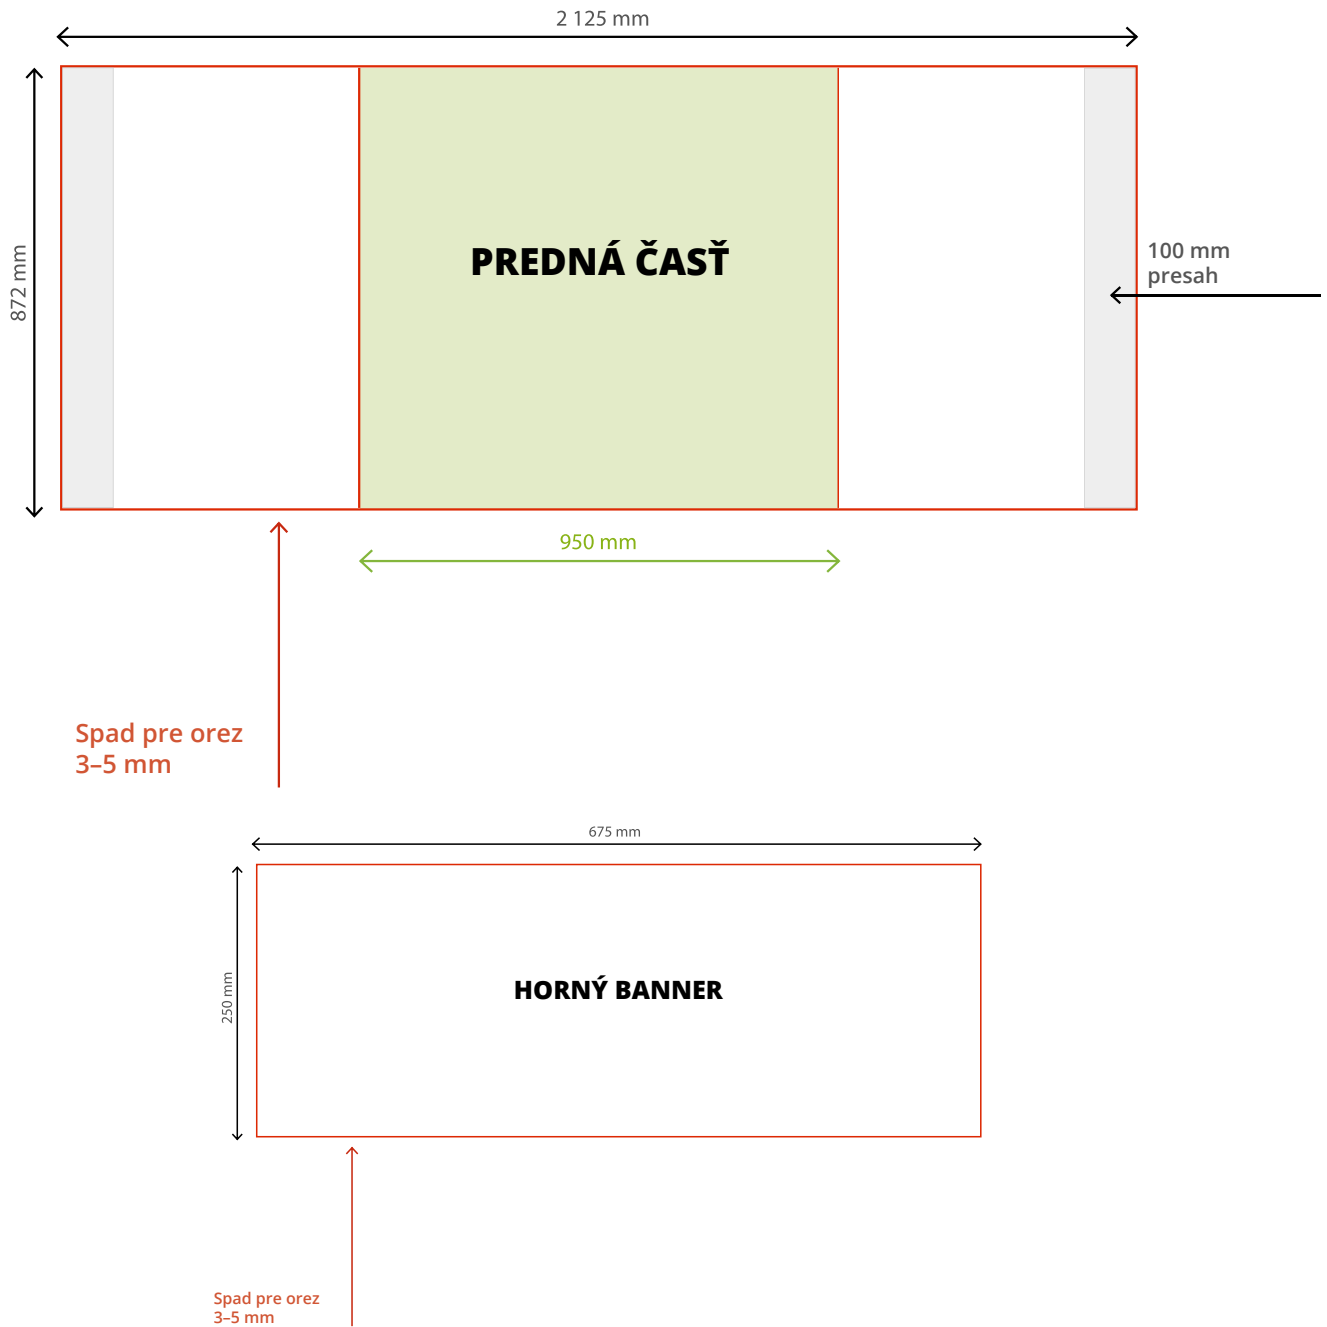 2 125 mm
872 mm
PREDNÁ ČASŤ
100 mm
presah
950 mm
Spad pre orez
3–5 mm
675 mm
250 mm
HORNÝ BANNER
Spad pre orez
3–5 mm